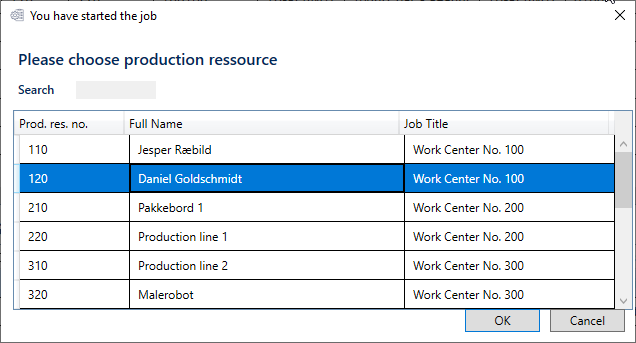 You have started the job
Please choose production ressource
Search
Prod. res. no. Full Name Job Title
110 Jesper Ræbild Work Center No. 100
120 Daniel Goldschmidt Work Center No. 100
210 Pakkebord 1 Work Center No. 200
220 Production line 1 Work Center No. 200
310 Production line 2 Work Center No. 300
320 Malerobot Work Center No. 300
OK Cancel